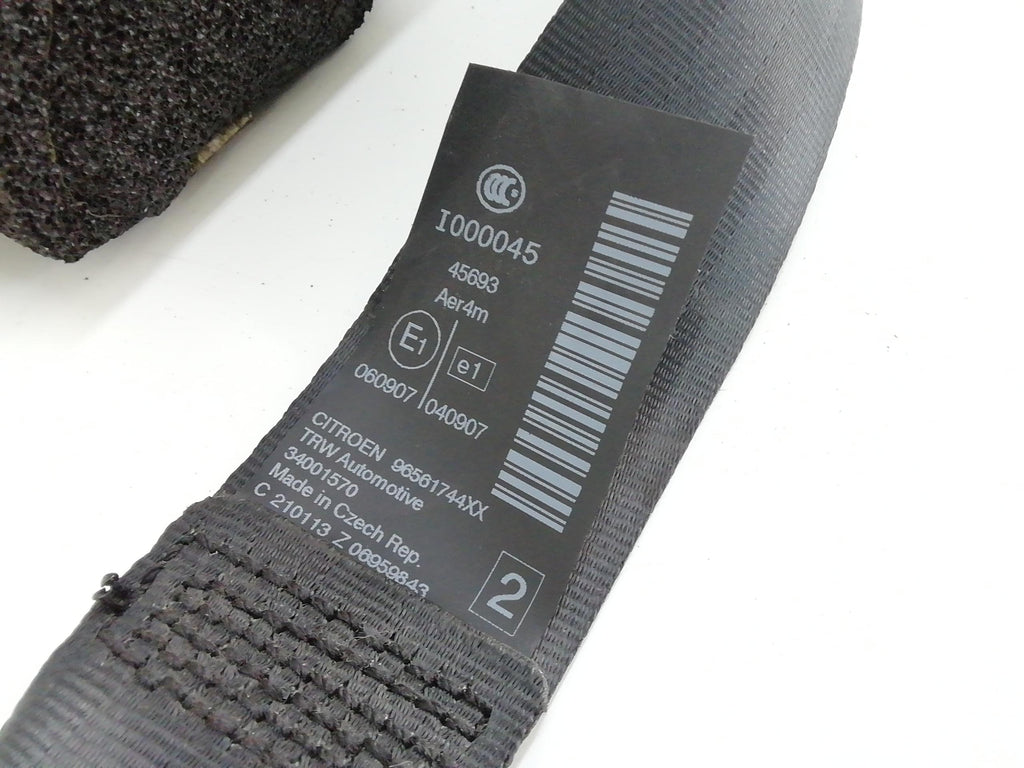 CCC S
I000045
45693
Aer4m
E1 e1
060907 040907
CITROEN 96561744XX
TRW Automotive
34001570
Made in Czech Rep.
C 210113 Z 06959843
2